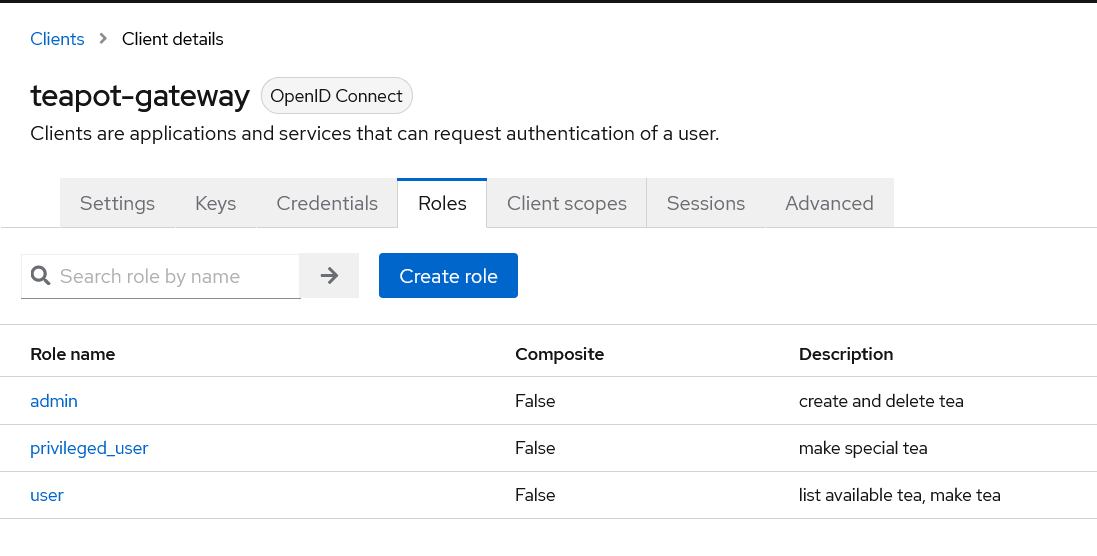 Clients > Client details
teapot-gateway OpenID Connect
Clients are applications and services that can request authentication of a user.
Settings Keys Credentials Roles Client scopes Sessions Advanced
Search role by name Create role
Role name Composite Description
admin False create and delete tea
privileged_user False make special tea
user False list available tea, make tea